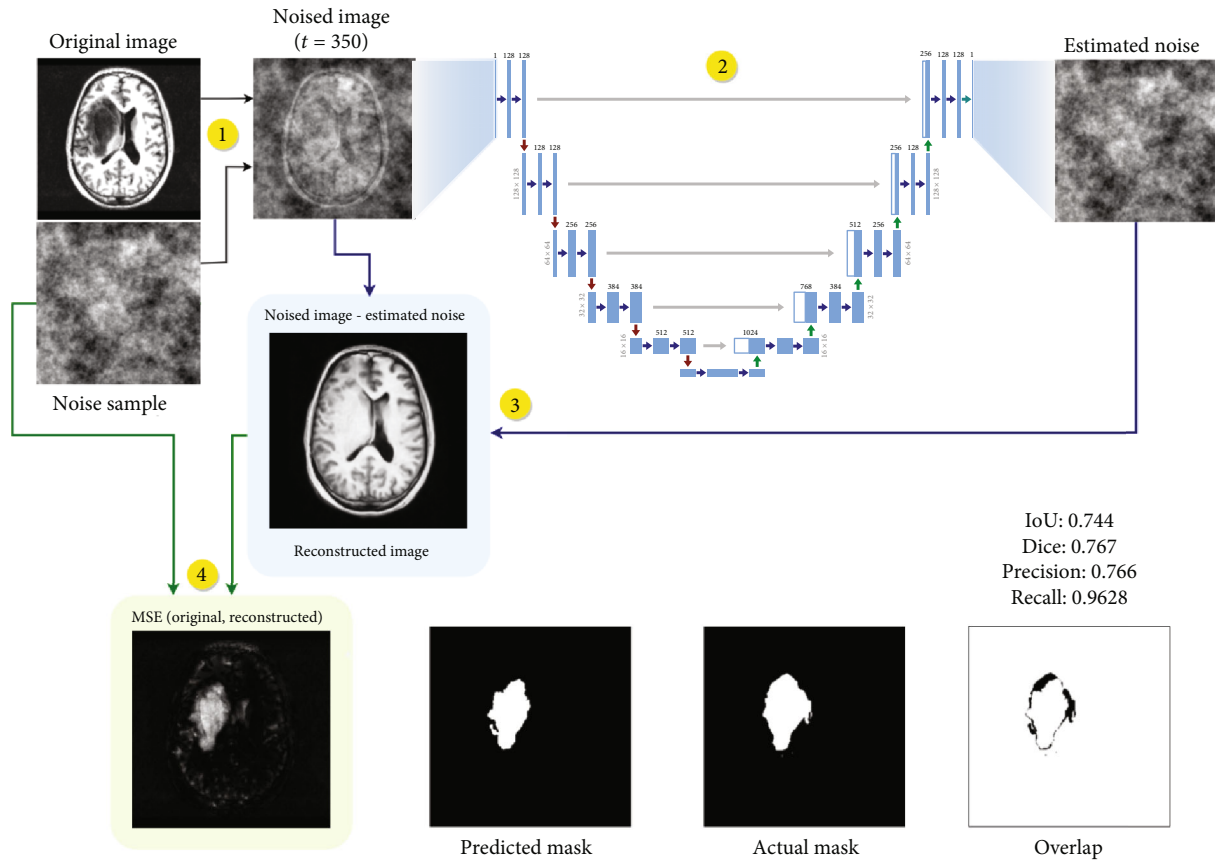 Original image
Noised image
(t = 350)
Estimated noise
1
2
1 128 128
256 128 128 1
128 × 128
128 128
256 128
128 × 128
64 × 64
256 256
512 256
64 × 64
32 × 32
384 384
768 384
32 × 32
16 × 16
512 512
1024
16 × 16
Noise sample
Noised image - estimated noise
3
Reconstructed image
4
MSE (original, reconstructed)
IoU: 0.744
Dice: 0.767
Precision: 0.766
Recall: 0.9628
Predicted mask
Actual mask
Overlap